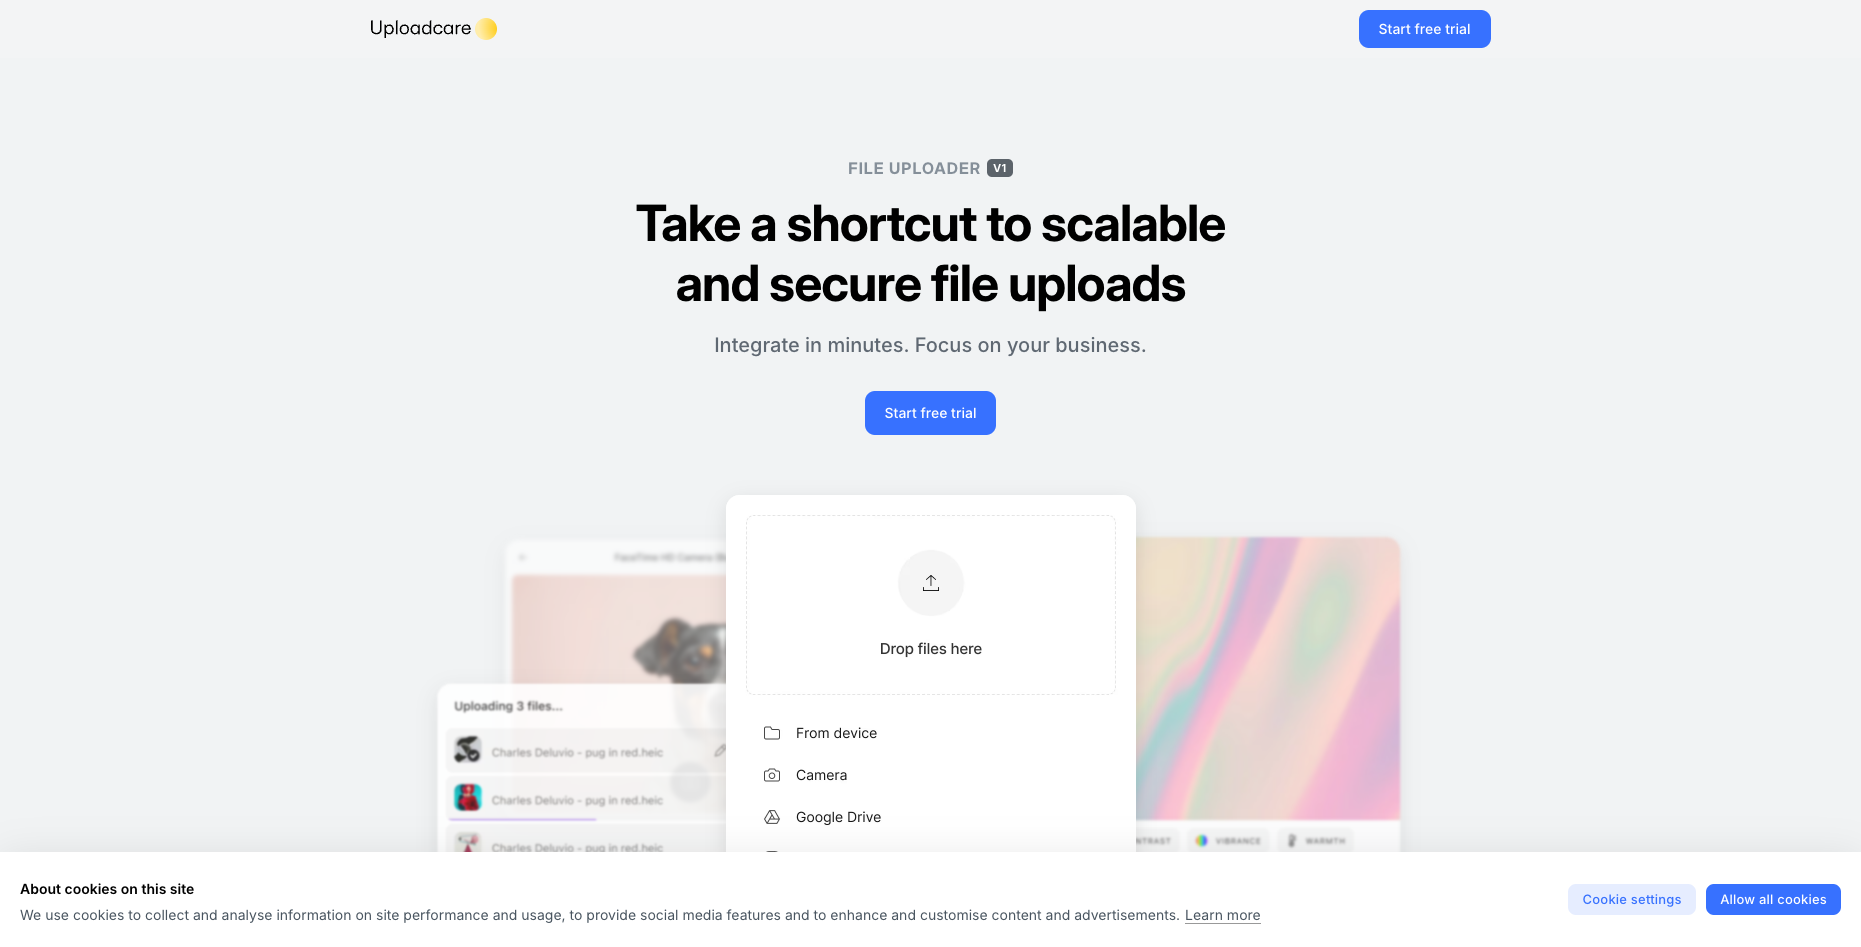 Uploadcare
Start free trial
FILE UPLOADER V1
Take a shortcut to scalable
and secure file uploads
Integrate in minutes. Focus on your business.
Start free trial
FaceTime HD Camera
Drop files here
Uploading 3 files...
Charles Deluvio - pug in red.heic
Charles Deluvio - pug in red.heic
Charles Deluvio - pug in red.heic
From device
Camera
Google Drive
NTRAST
VIBRANCE
WARMTH
About cookies on this site
We use cookies to collect and analyse information on site performance and usage, to provide social media features and to enhance and customise content and advertisements. Learn more
Cookie settings
Allow all cookies